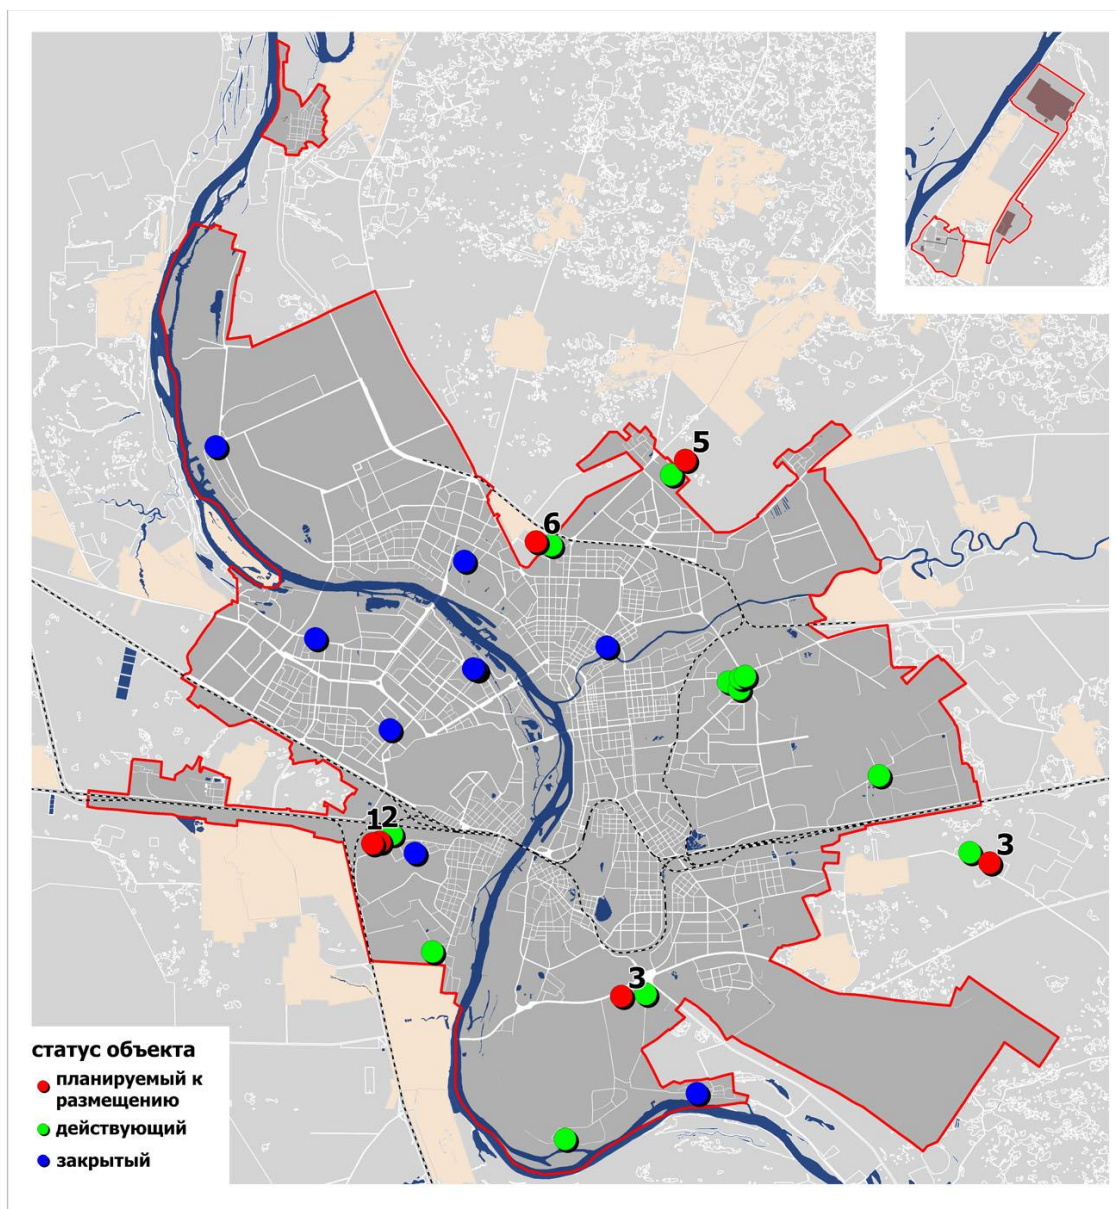 5
6
12
3
3
статус объекта
планируемый к
размещению
действующий
закрытый